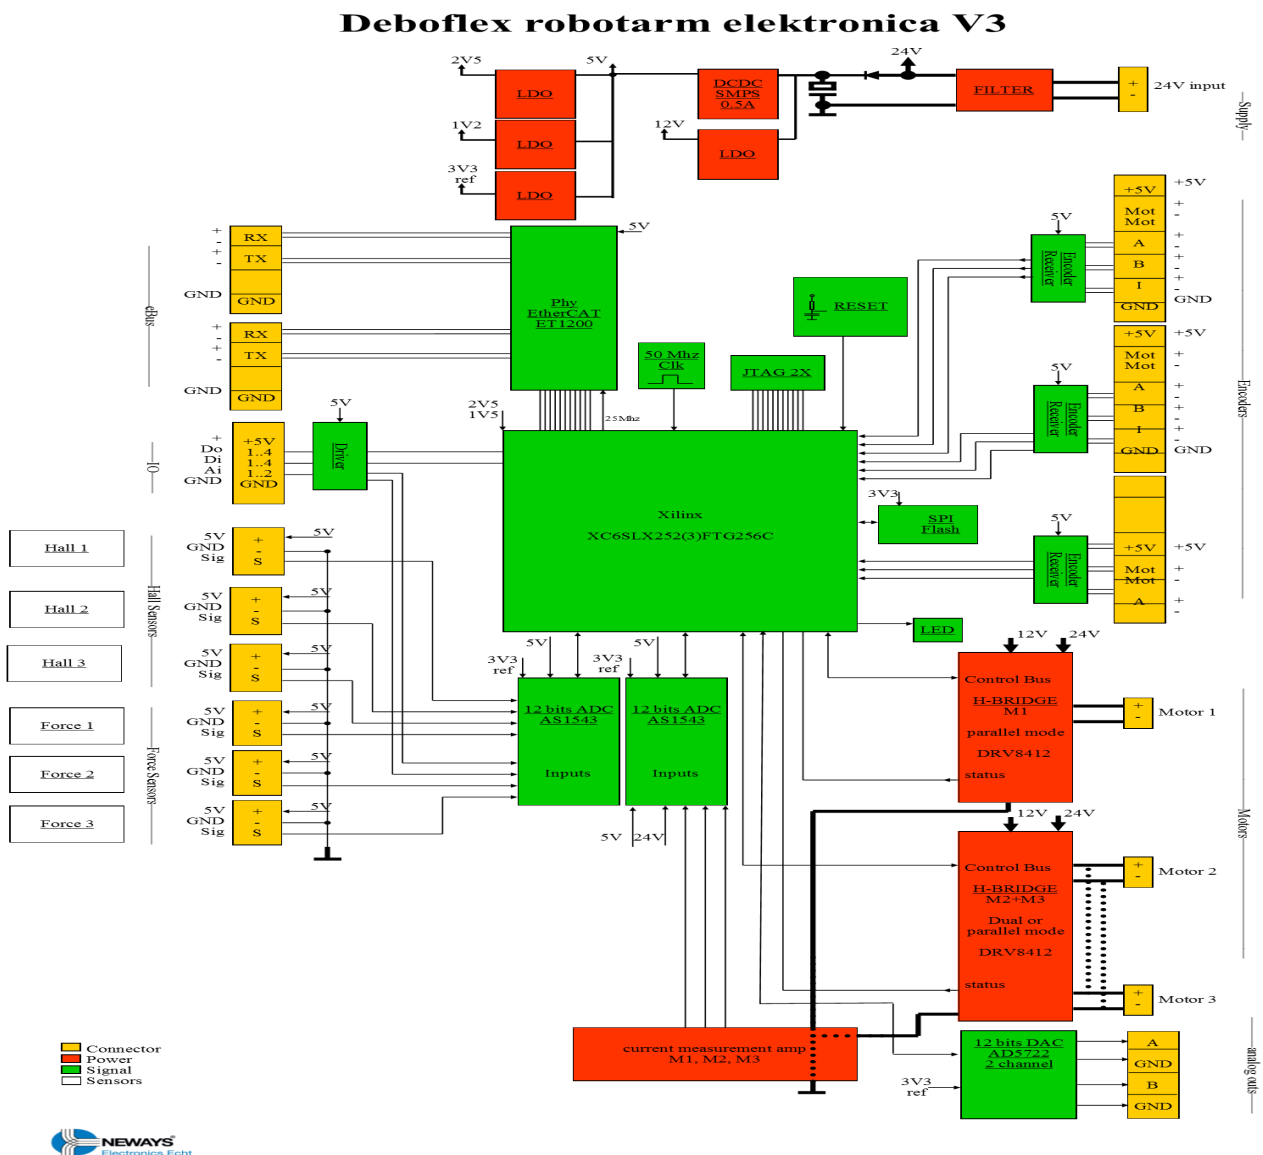 Deboflex robotarm elektronica V3
2V5
5V
24V
LDO
DCDC
SMPS
0.5A
FILTER
+
-
24V input
Supply
1V2
LDO
12V
LDO
3V3
ref
LDO
+5V
+5V
Mot
Mot
+
-
A
+
-
B
+
-
I
+
-
GND
GND
5V
Encoder
Receiver
+
-
RX
+
-
TX
GND
GND
eBus
+
-
RX
+
-
TX
GND
GND
5V
Phy
EtherCAT
ET1200
RESET
50 Mhz
Clk
JTAG 2X
25Mhz
2V5
1V5
+5V
+5V
Mot
Mot
+
-
A
+
-
B
+
-
I
+
-
GND
GND
5V
Encoder
Receiver
Encoders
IO
+
Do
Di
Ai
GND
+5V
1..4
1..4
1..2
GND
5V
Driver
Xilinx
XC6SLX252(3)FTG256C
3V3
SPI
Flash
5V
Encoder
Receiver
+5V
+5V
Mot
Mot
+
-
A
+
-
LED
Hall 1
5V
GND
Sig
+
-
S
5V
Hall 2
5V
GND
Sig
+
-
S
5V
Hall 3
5V
GND
Sig
+
-
S
5V
Hall Sensors
Force 1
5V
GND
Sig
+
-
S
5V
Force 2
5V
GND
Sig
+
-
S
5V
Force 3
5V
GND
Sig
+
-
S
5V
Force Sensors
5V
3V3
ref
12 bits ADC
AS1543
Inputs
5V
3V3
ref
12 bits ADC
AS1543
Inputs
5V
24V
12V
24V
Control Bus
H-BRIDGE
M1
parallel mode
DRV8412
status
+
-
Motor 1
12V
24V
Control Bus
H-BRIDGE
M2+M3
Dual or
parallel mode
DRV8412
status
+
-
Motor 2
+
-
Motor 3
Motors
current measurement amp
M1, M2, M3
12 bits DAC
AD5722
2 channel
3V3
ref
A
GND
B
GND
analog outs
Connector
Power
Signal
Sensors
NEWAYS
Electronics Echt